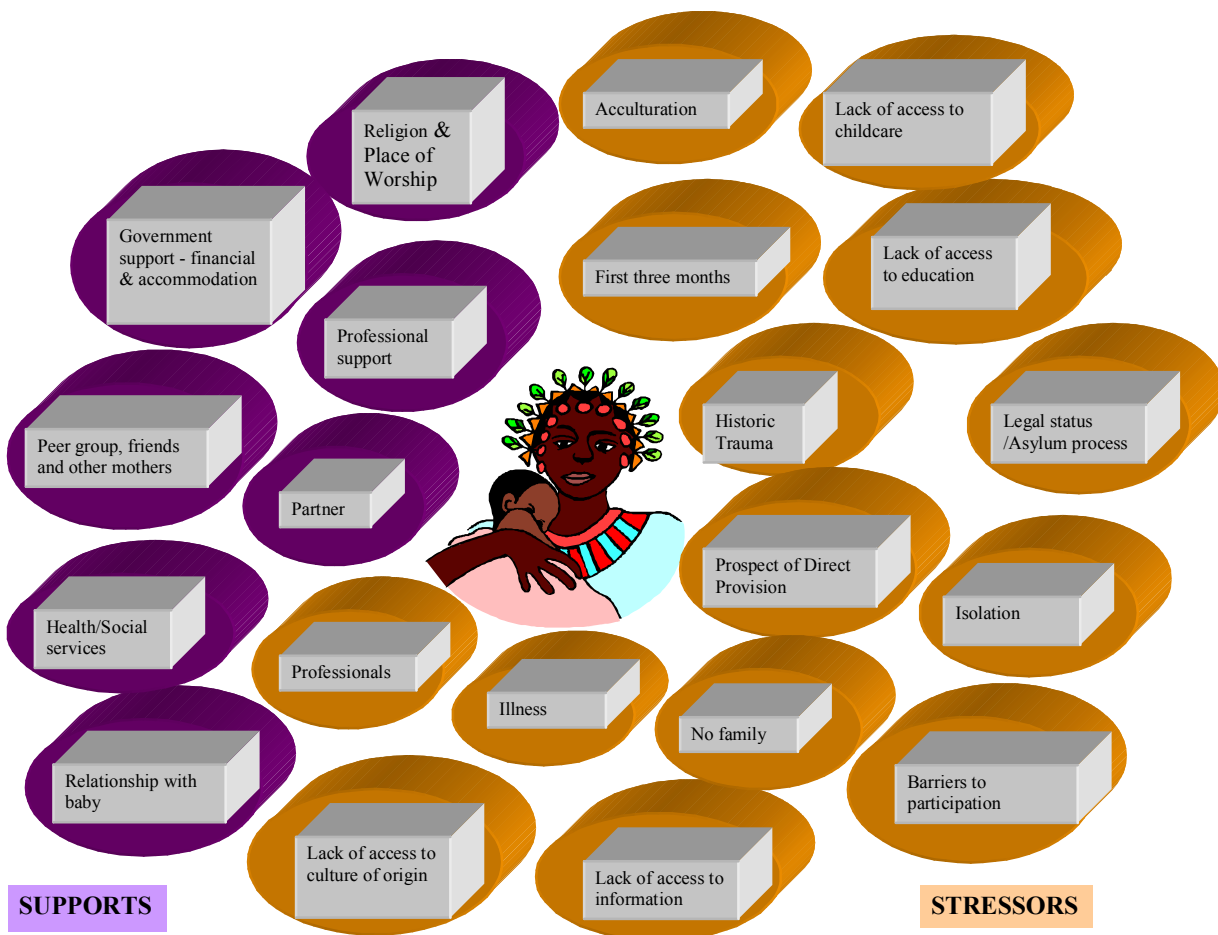 Acculturation
Lack of access to
childcare
Religion &
Place of
Worship
Government
support - financial
& accommodation
First three months
Lack of access
to education
Professional
support
Peer group, friends
and other mothers
Partner
Historic
Trauma
Legal status
/Asylum process
Prospect of Direct
Provision
Isolation
Health/Social
services
Professionals
Illness
No family
Relationship with
baby
Barriers to
participation
Lack of access to
culture of origin
Lack of access to
information
SUPPORTS
STRESSORS